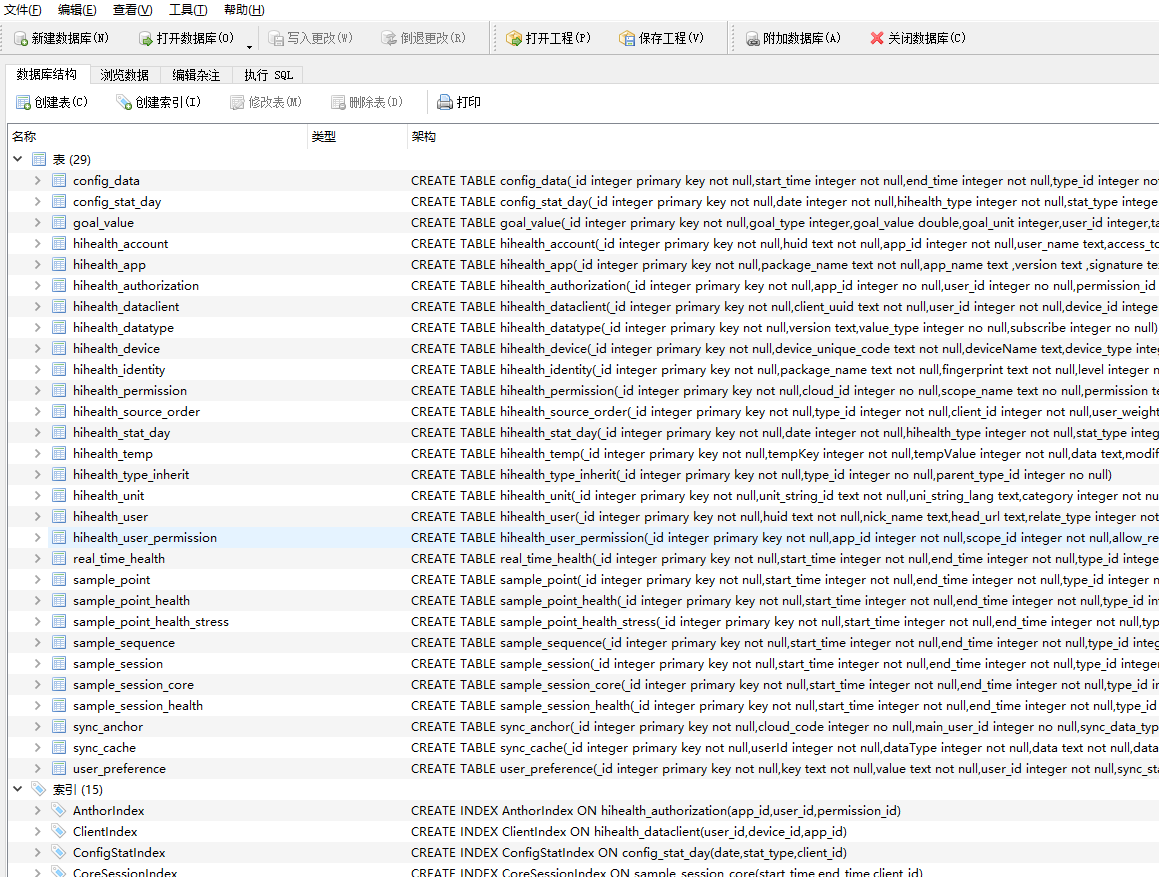 文件(F) 编辑(E) 查看(V) 工具(T) 帮助(H)
新建数据库(N) 打开数据库(O) 写入更改(W) 倒退更改(R) 打开工程(P) 保存工程(V) 附加数据库(A) 关闭数据库(C)
数据库结构 浏览数据 编辑杂注 执行 SQL
创建表(C) 创建索引(I) 修改表(M) 删除表(D) 打印
名称 类型 架构
表 (29)
config_data CREATE TABLE config_data(_id integer primary key not null,start_time integer not null,end_time integer not null,type_id integer no
config_stat_day CREATE TABLE config_stat_day(_id integer primary key not null,date integer not null,hihealth_type integer not null,stat_type intege
goal_value CREATE TABLE goal_value(_id integer primary key not null,goal_type integer,goal_value double,goal_unit integer,user_id integer,ta
hihealth_account CREATE TABLE hihealth_account(_id integer primary key not null,huid text not null,app_id integer not null,user_name text,access_to
hihealth_app CREATE TABLE hihealth_app(_id integer primary key not null,package_name text not null,app_name text ,version text ,signature te
hihealth_authorization CREATE TABLE hihealth_authorization(_id integer primary key not null,app_id integer no null,user_id integer no null,permission_id
hihealth_dataclient CREATE TABLE hihealth_dataclient(_id integer primary key not null,client_uuid text not null,user_id integer not null,device_id intege
hihealth_datatype CREATE TABLE hihealth_datatype(_id integer primary key not null,version text,value_type integer no null,subscribe integer no null)
hihealth_device CREATE TABLE hihealth_device(_id integer primary key not null,device_unique_code text not null,deviceName text,device_type inte
hihealth_identity CREATE TABLE hihealth_identity(_id integer primary key not null,package_name text not null,fingerprint text not null,level integer n
hihealth_permission CREATE TABLE hihealth_permission(_id integer primary key not null,cloud_id integer no null,scope_name text no null,permission te
hihealth_source_order CREATE TABLE hihealth_source_order(_id integer primary key not null,type_id integer not null,client_id integer not null,user_weight
hihealth_stat_day CREATE TABLE hihealth_stat_day(_id integer primary key not null,date integer not null,hihealth_type integer not null,stat_type integ
hihealth_temp CREATE TABLE hihealth_temp(_id integer primary key not null,tempKey integer not null,tempValue integer not null,data text,modif
hihealth_type_inherit CREATE TABLE hihealth_type_inherit(_id integer primary key not null,type_id integer no null,parent_type_id integer no null)
hihealth_unit CREATE TABLE hihealth_unit(_id integer primary key not null,unit_string_id text not null,uni_string_lang text,category integer not nu
hihealth_user CREATE TABLE hihealth_user(_id integer primary key not null,huid text not null,nick_name text,head_url text,relate_type integer not
hihealth_user_permission CREATE TABLE hihealth_user_permission(_id integer primary key not null,app_id integer not null,scope_id integer not null,allow_re
real_time_health CREATE TABLE real_time_health(_id integer primary key not null,start_time integer not null,end_time integer not null,type_id integer
sample_point CREATE TABLE sample_point(_id integer primary key not null,start_time integer not null,end_time integer not null,type_id integer n
sample_point_health CREATE TABLE sample_point_health(_id integer primary key not null,start_time integer not null,end_time integer not null,type_id in
sample_point_health_stress CREATE TABLE sample_point_health_stress(_id integer primary key not null,start_time integer not null,end_time integer not null,typ
sample_sequence CREATE TABLE sample_sequence(_id integer primary key not null,start_time integer not null,end_time integer not null,type_id integ
sample_session CREATE TABLE sample_session(_id integer primary key not null,start_time integer not null,end_time integer not null,type_id integer
sample_session_core CREATE TABLE sample_session_core(_id integer primary key not null,start_time integer not null,end_time integer not null,type_id in
sample_session_health CREATE TABLE sample_session_health(_id integer primary key not null,start_time integer not null,end_time integer not null,type_id
sync_anchor CREATE TABLE sync_anchor(_id integer primary key not null,cloud_code integer no null,main_user_id integer no null,sync_data_typ
sync_cache CREATE TABLE sync_cache(_id integer primary key not null,userId integer not null,dataType integer not null,data text not null,data
user_preference CREATE TABLE user_preference(_id integer primary key not null,key text not null,value text not null,user_id integer not null,sync_sta
索引 (15)
AnthorIndex CREATE INDEX AnthorIndex ON hihealth_authorization(app_id,user_id,permission_id)
ClientIndex CREATE INDEX ClientIndex ON hihealth_dataclient(user_id,device_id,app_id)
ConfigStatIndex CREATE INDEX ConfigStatIndex ON config_stat_day(date,stat_type,client_id)
CoreSessionIndex CREATE INDEX CoreSessionIndex ON sample_session_core(start_time,end_time,client_id)